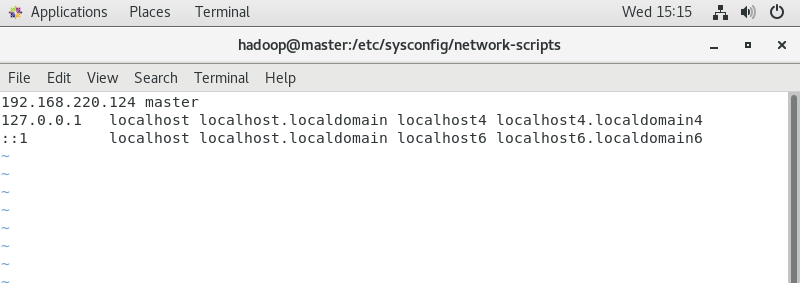 Applications Places Terminal Wed 15:15
hadoop@master:/etc/sysconfig/network-scripts
File Edit View Search Terminal Help
192.168.220.124 master
127.0.0.1   localhost localhost.localdomain localhost4 localhost4.localdomain4
::1         localhost localhost.localdomain localhost6 localhost6.localdomain6
~
~
~
~
~
~
~
~